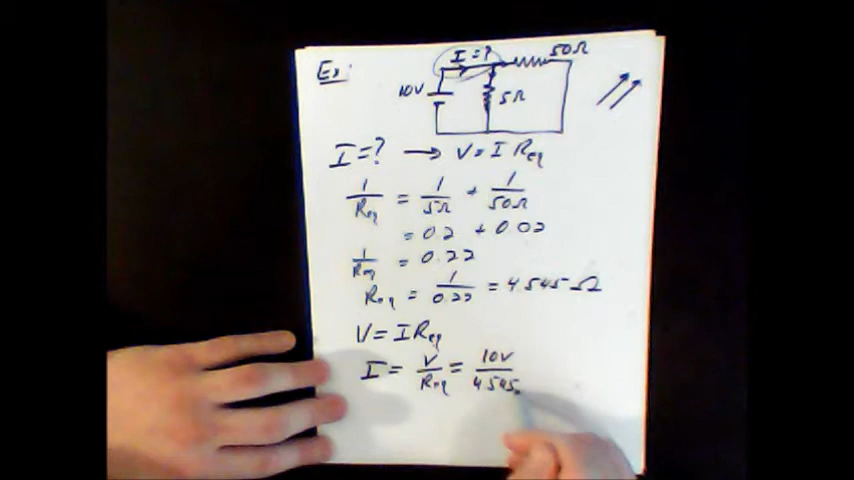 Ex:
I=? 50Ω
10V 5Ω
I=? → V= I Req
1/Req = 1/5Ω + 1/50Ω
= 0.2 + 0.02
1/Req = 0.22
Req = 1/0.22 = 4.545 Ω
V = I Req
I = V/Req = 10V/4.545